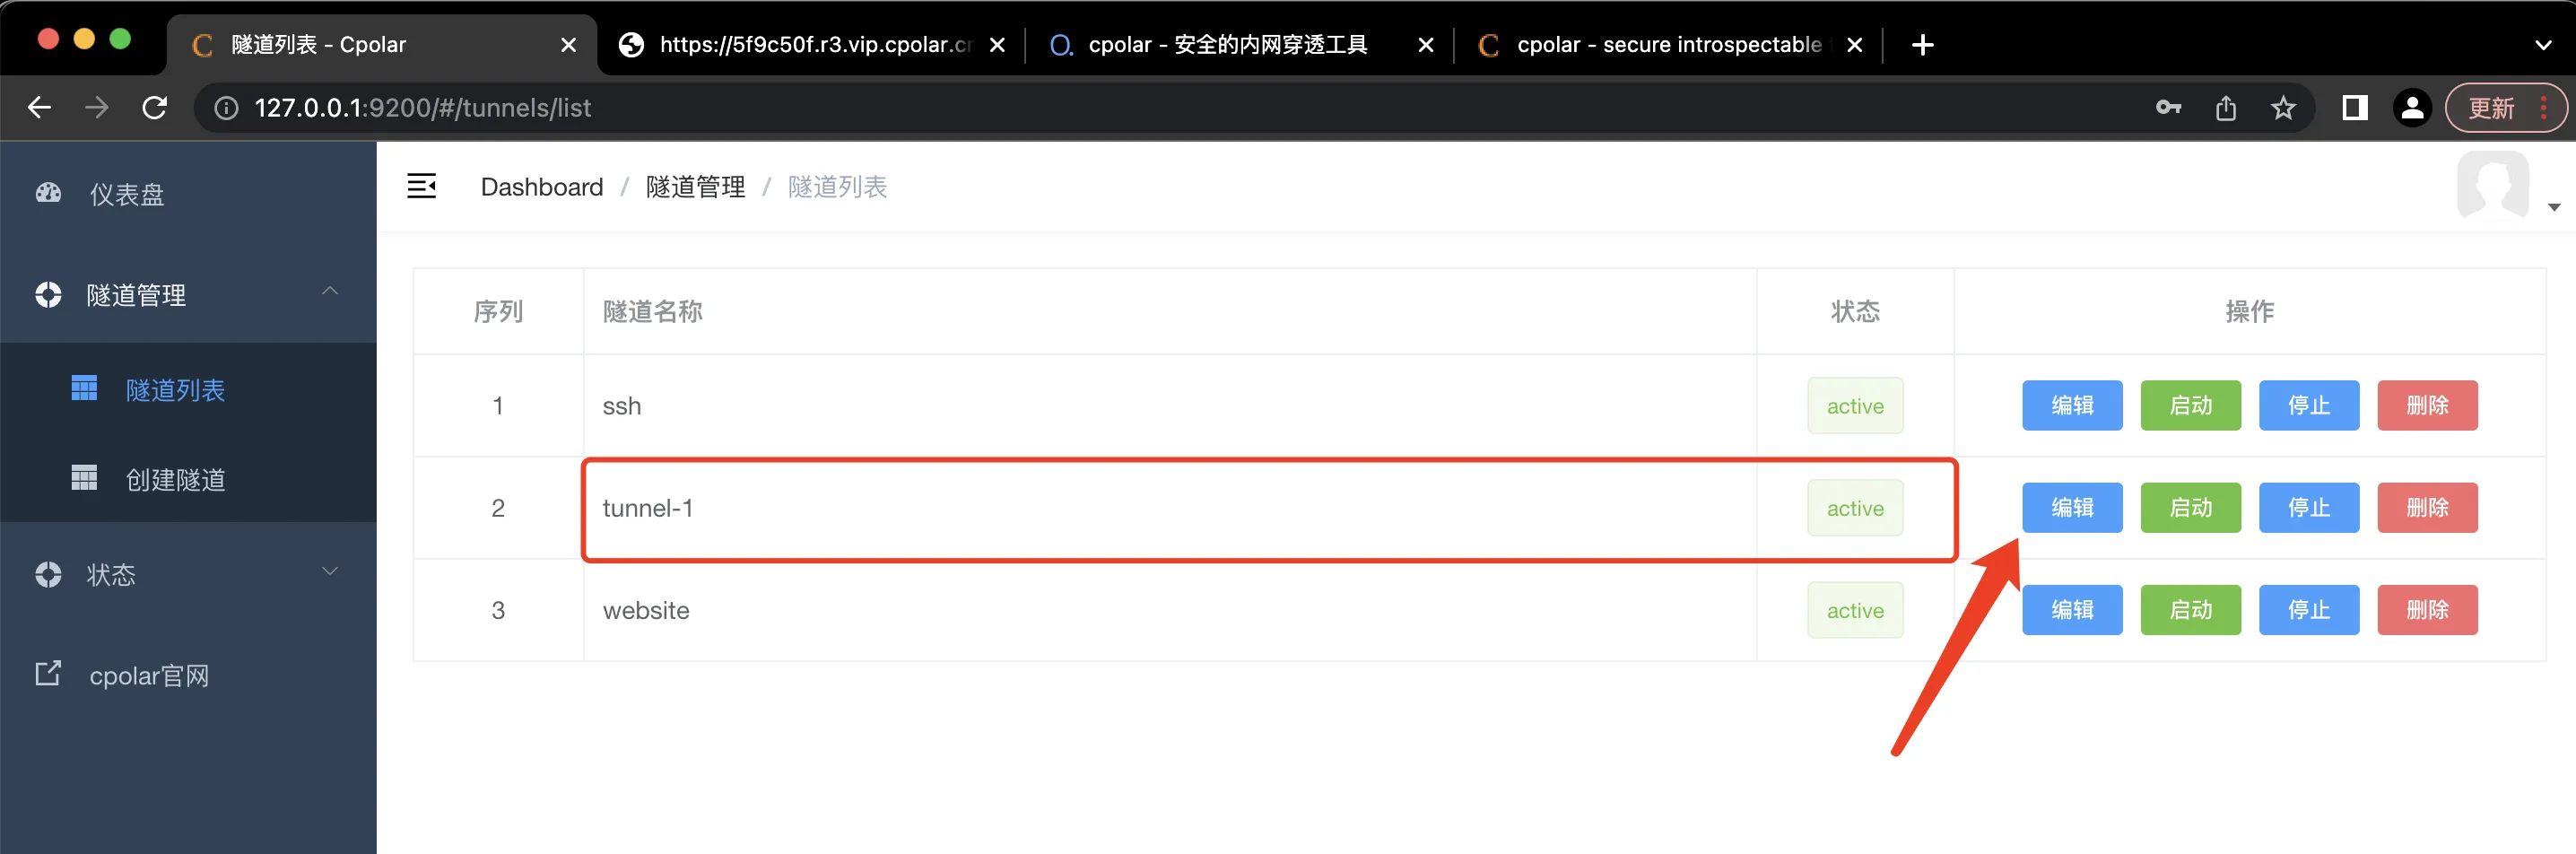 隧道列表 - Cpolar
https://5f9c50f.r3.vip.cpolar.cn
cpolar - 安全的内网穿透工具
cpolar - secure introspectable
127.0.0.1:9200/#/tunnels/list
更新
仪表盘
隧道管理
隧道列表
创建隧道
状态
cpolar官网
Dashboard / 隧道管理 / 隧道列表
序列 隧道名称 状态 操作
1 ssh active 编辑 启动 停止 删除
2 tunnel-1 active 编辑 启动 停止 删除
3 website active 编辑 启动 停止 删除